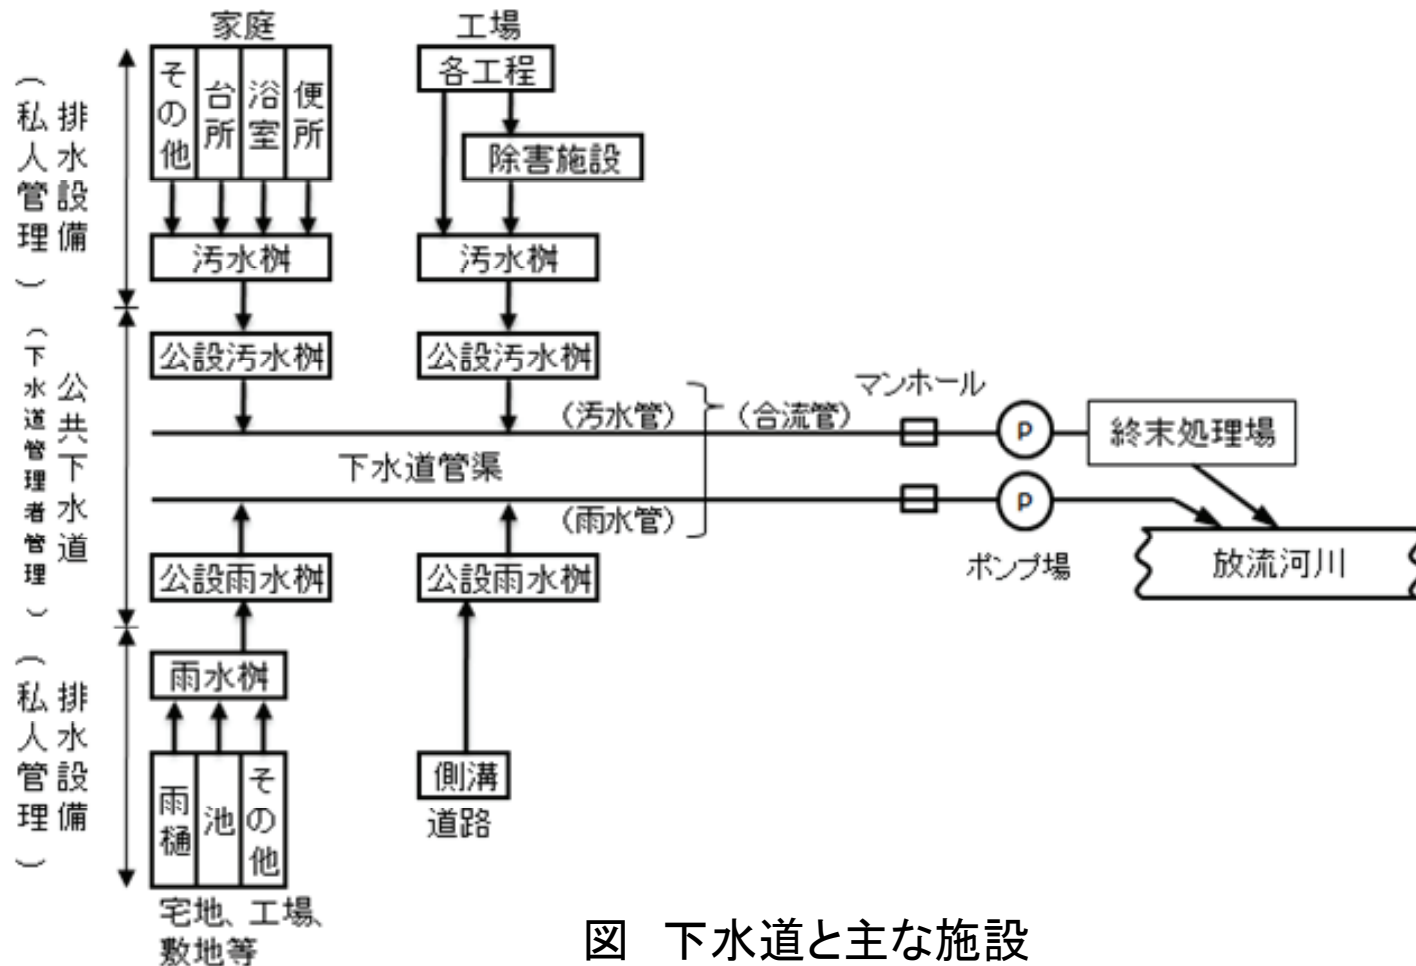 家庭
その他
台所
浴室
便所
工場
各工程
除害施設
排水設備
（私人管理）
汚水桝
汚水桝
公共下水道
（下水道管理者管理）
公設汚水桝
公設汚水桝
（汚水管）
（合流管）
マンホール
P
終末処理場
下水道管渠
（雨水管）
P
ポンプ場
放流河川
公設雨水桝
公設雨水桝
排水設備
（私人管理）
雨水桝
雨樋
池
その他
側溝
道路
宅地、工場、
敷地等
図 下水道と主な施設